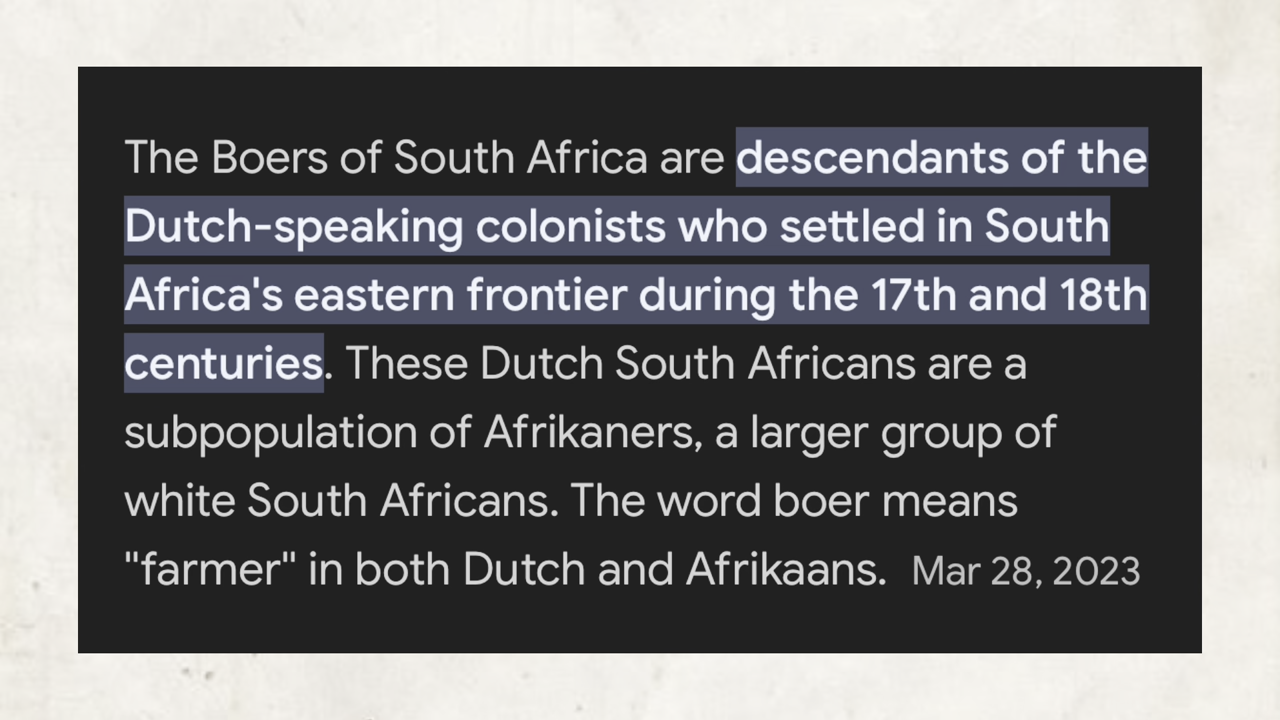 The Boers of South Africa are descendants of the
Dutch-speaking colonists who settled in South
Africa's eastern frontier during the 17th and 18th
centuries. These Dutch South Africans are a
subpopulation of Afrikaners, a larger group of
white South Africans. The word boer means
"farmer" in both Dutch and Afrikaans. Mar 28, 2023